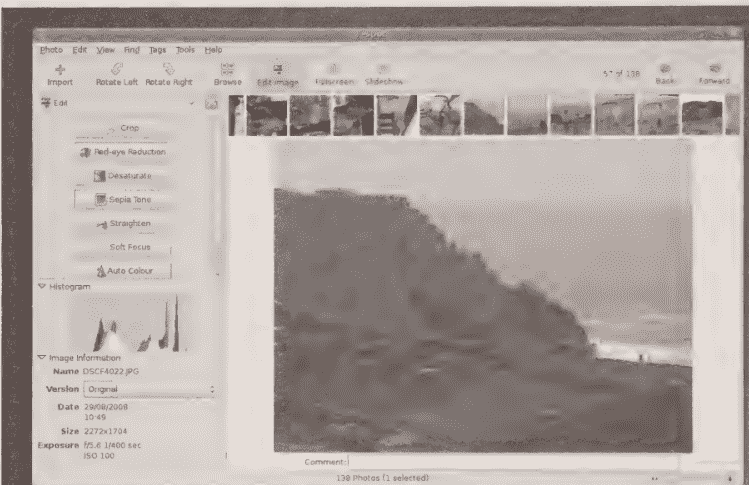 Photo Edit View Find Tags Tools Help
Import Rotate Left Rotate Right Browse Edit Image Fullscreen Slideshow of 138 Back Forward
Edit
Crop
Red-eye Reduction
Desaturate
Sepia Tone
Straighten
Soft Focus
Auto Colour
Histogram
Image Information
Name DSCF4022.JPG
Version Original
Date 29/08/2008
10:49
Size 2272x1704
Exposure f/5.6 1/400 sec
ISO 100
Comment:
138 Photos (1 selected)